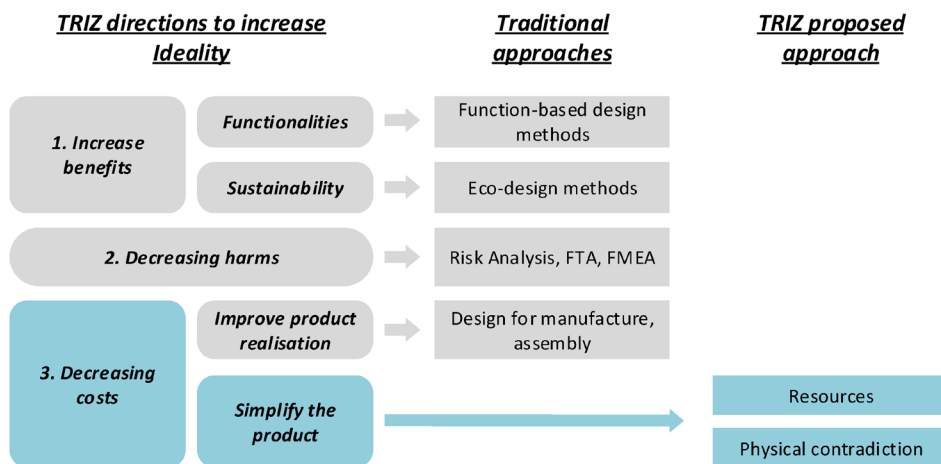 TRIZ directions to increase
Ideality
Traditional
approaches
TRIZ proposed
approach
1. Increase
benefits
Functionalities
Function-based design
methods
Sustainability
Eco-design methods
2. Decreasing harms
Risk Analysis, FTA, FMEA
3. Decreasing
costs
Improve product
realisation
Design for manufacture,
assembly
Simplify the
product
Resources
Physical contradiction